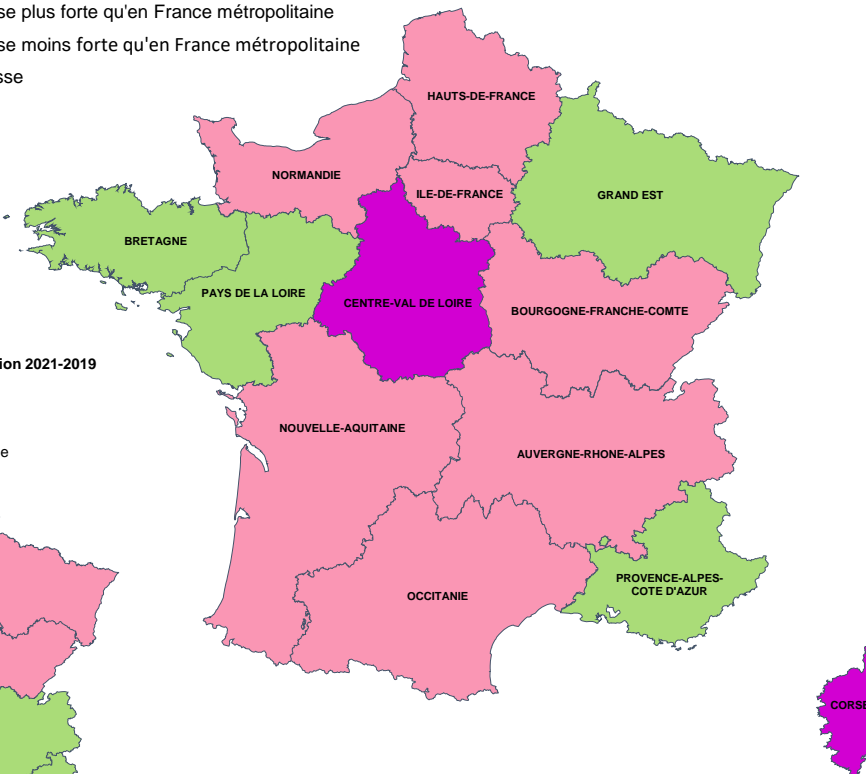 se plus forte qu'en France métropolitaine
se moins forte qu'en France métropolitaine
sse
HAUTS-DE-FRANCE
NORMANDIE
ILE-DE-FRANCE
GRAND EST
BRETAGNE
PAYS DE LA LOIRE
CENTRE-VAL DE LOIRE
BOURGOGNE-FRANCHE-COMTE
ion 2021-2019
NOUVELLE-AQUITAINE
e
AUVERGNE-RHONE-ALPES
PROVENCE-ALPES-
COTE D'AZUR
OCCITANIE
CORSE